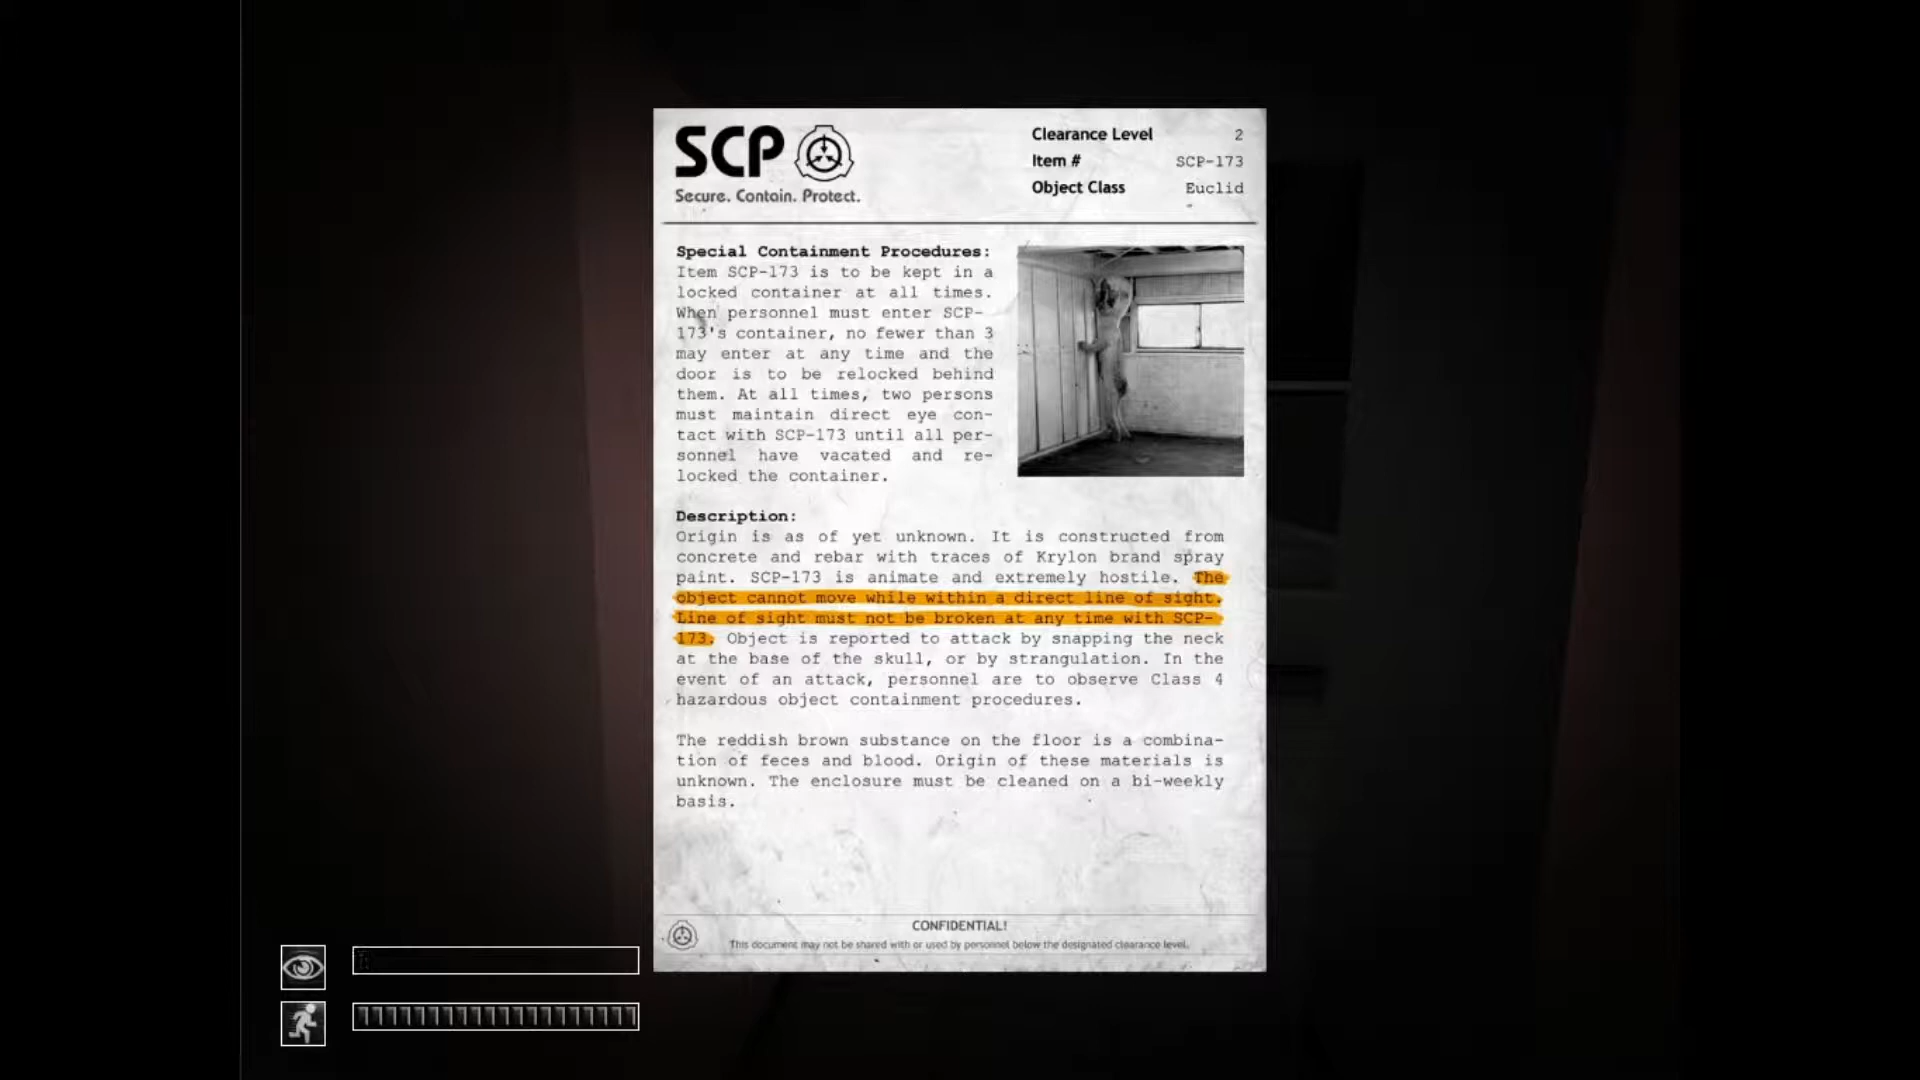 SCP
Secure. Contain. Protect.
Clearance Level 2
Item # SCP-173
Object Class Euclid
Special Containment Procedures:
Item SCP-173 is to be kept in a
locked container at all times.
When personnel must enter SCP-
173's container, no fewer than 3
may enter at any time and the
door is to be relocked behind
them. At all times, two persons
must maintain direct eye con-
tact with SCP-173 until all per-
sonnel have vacated and re-
locked the container.
Description:
Origin is as of yet unknown. It is constructed from
concrete and rebar with traces of Krylon brand spray
paint. SCP-173 is animate and extremely hostile. The
object cannot move while within a direct line of sight.
Line of sight must not be broken at any time with SCP-
173. Object is reported to attack by snapping the neck
at the base of the skull, or by strangulation. In the
event of an attack, personnel are to observe Class 4
hazardous object containment procedures.
The reddish brown substance on the floor is a combina-
tion of feces and blood. Origin of these materials is
unknown. The enclosure must be cleaned on a bi-weekly
basis.
CONFIDENTIAL!
This document may not be shared with or used by personnel below the designated clearance level.